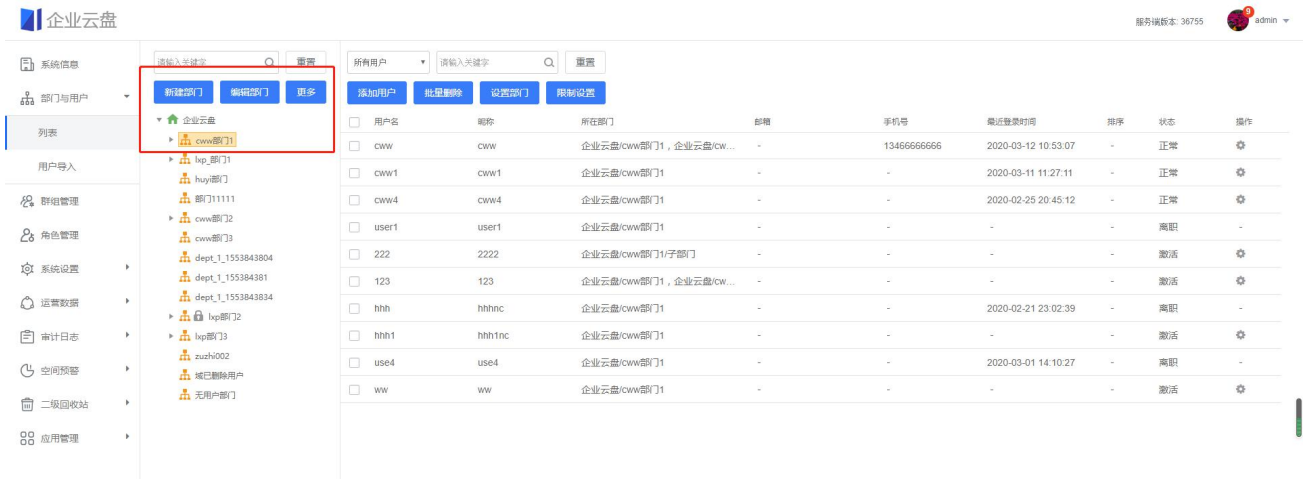 企业云盘
服务端版本: 36755
9
admin
系统信息
部门与用户
列表
用户导入
群组管理
角色管理
系统设置
运营数据
审计日志
空间预警
二级回收站
应用管理
请输入关键字 重置
新建部门 编辑部门 更多
企业云盘
cww部门1
lxp_部门1
huyi部门
部门11111
cww部门2
cww部门3
dept_1_1553843804
dept_1_155384381
dept_1_1553843834
lxp部门2
lxp部门3
zuzhi002
域已删除用户
无用户部门
所有用户 请输入关键字 重置
添加用户 批量删除 设置部门 限制设置
用户名 昵称 所在部门 邮箱 手机号 最近登录时间 排序 状态 操作
cww cww 企业云盘/cww部门1，企业云盘/cw... - 13466666666 2020-03-12 10:53:07 - 正常
cww1 cww1 企业云盘/cww部门1 - - 2020-03-11 11:27:11 - 正常
cww4 cww4 企业云盘/cww部门1 - - 2020-02-25 20:45:12 - 正常
user1 user1 企业云盘/cww部门1 - - - - 离职 -
222 2222 企业云盘/cww部门1/子部门 - - - - 激活
123 123 企业云盘/cww部门1，企业云盘/cw... - - - - 激活
hhh hhhnc 企业云盘/cww部门1 - - 2020-02-21 23:02:39 - 离职 -
hhh1 hhh1nc 企业云盘/cww部门1 - - - - 激活
use4 use4 企业云盘/cww部门1 - - 2020-03-01 14:10:27 - 离职 -
ww ww 企业云盘/cww部门1 - - - - 激活